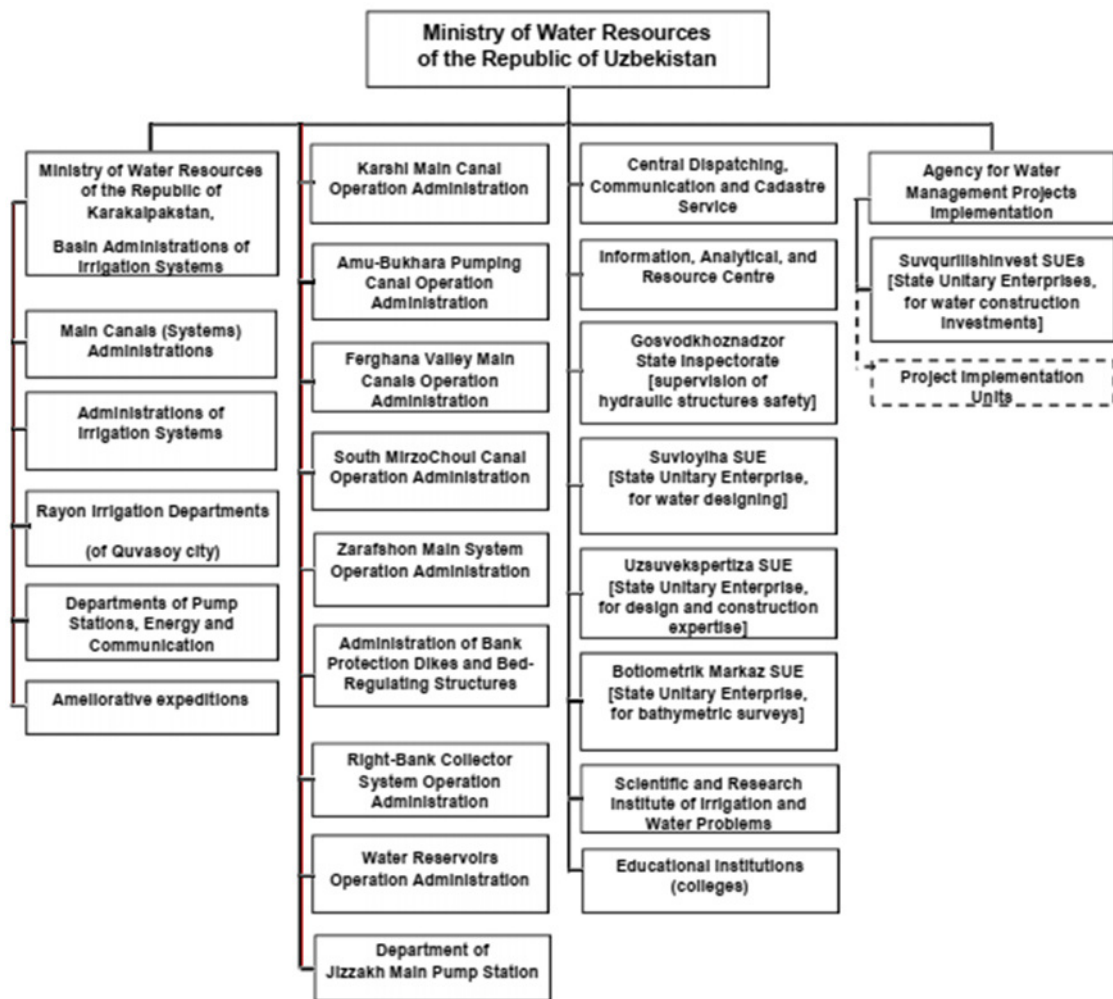 Ministry of Water Resources
of the Republic of Uzbekistan
Ministry of Water Resources
of the Republic of
Karakalpakstan,
Basin Administrations of
Irrigation Systems
Main Canals (Systems)
Administrations
Administrations of
Irrigation Systems
Rayon Irrigation Departments
(of Quvasoy city)
Departments of Pump
Stations, Energy and
Communication
Ameliorative expeditions
Karshi Main Canal
Operation Administration
Amu-Bukhara Pumping
Canal Operation
Administration
Ferghana Valley Main
Canals Operation
Administration
South MirzoChoul Canal
Operation Administration
Zarafshon Main System
Operation Administration
Administration of Bank
Protection Dikes and Bed-
Regulating Structures
Right-Bank Collector
System Operation
Administration
Water Reservoirs
Operation Administration
Department of
Jizzakh Main Pump Station
Central Dispatching,
Communication and Cadastre
Service
Information, Analytical, and
Resource Centre
Gosvodkhoznadzor
State Inspectorate
[supervision of
hydraulic structures safety]
Suvloyiha SUE
[State Unitary Enterprise,
for water designing]
Uzsuvekspertiza SUE
[State Unitary Enterprise,
for design and construction
expertise]
Botiometrik Markaz SUE
[State Unitary Enterprise,
for bathymetric surveys]
Scientific and Research
Institute of Irrigation and
Water Problems
Educational Institutions
(colleges)
Agency for Water
Management Projects
Implementation
Suvqurilishinvest SUEs
[State Unitary Enterprises,
for water construction
investments]
Project Implementation
Units